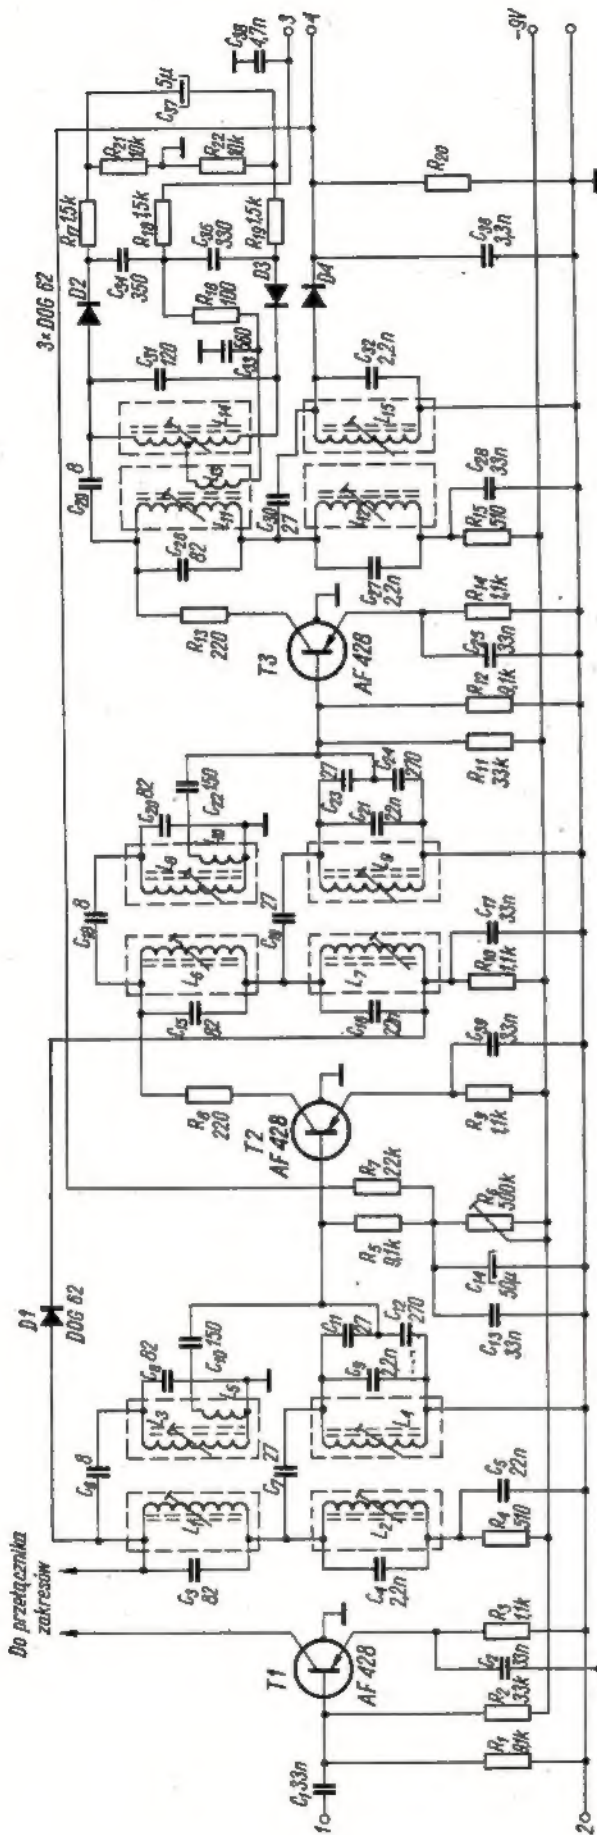 Do przełącznika
zakresów
D1
DOG 62
3×DOG 62
1
C₁ 33n
R₁
9,1k
R₂
33k
T1
AF 428
C₂
33n
R₃
1,1k
C₃
82
L₁
C₄
2,2n
L₂
R₄
510
C₅
22n
C₆ 8
C₇ 27
L₃
L₅
C₈ 82
C₁₀ 150
L₄
C₉
2,2n
C₁₁
27
C₁₂
270
C₁₃
33n
C₁₄
50μ
R₅
9,1k
R₆
500k
R₇
22k
T2
AF 428
R₈
220
R₉
1,1k
C₃₉
33n
C₁₅
82
L₆
C₁₆
22n
L₇
R₁₀
1,1k
C₁₇
33n
C₁₉ 8
C₁₈ 27
L₈
L₁₀
C₂₀ 82
C₂₂ 150
L₉
C₂₁
22n
C₂₃
27
C₂₄
270
R₁₁
33k
R₁₂
9,1k
T3
AF 428
R₁₃
220
C₂₅
33n
R₁₄
1,1k
C₂₆
82
L₁₁
L₁₃
C₂₇
2,2n
L₁₂
R₁₅
510
C₂₈
33n
C₂₉ 8
C₃₀
27
L₁₄
L₁₅
C₃₁
120
C₃₂
2,2n
C₃₃
560
R₁₆
100
D2
D3
D4
C₃₄
350
C₃₅
330
R₁₇ 1,5k
R₁₈ 1,5k
R₁₉ 1,5k
C₃₆
3,3n
R₂₀
R₂₁
10k
R₂₂
10k
C₃₇
5μ
C₃₈
4,7n
3
4
-9V
2